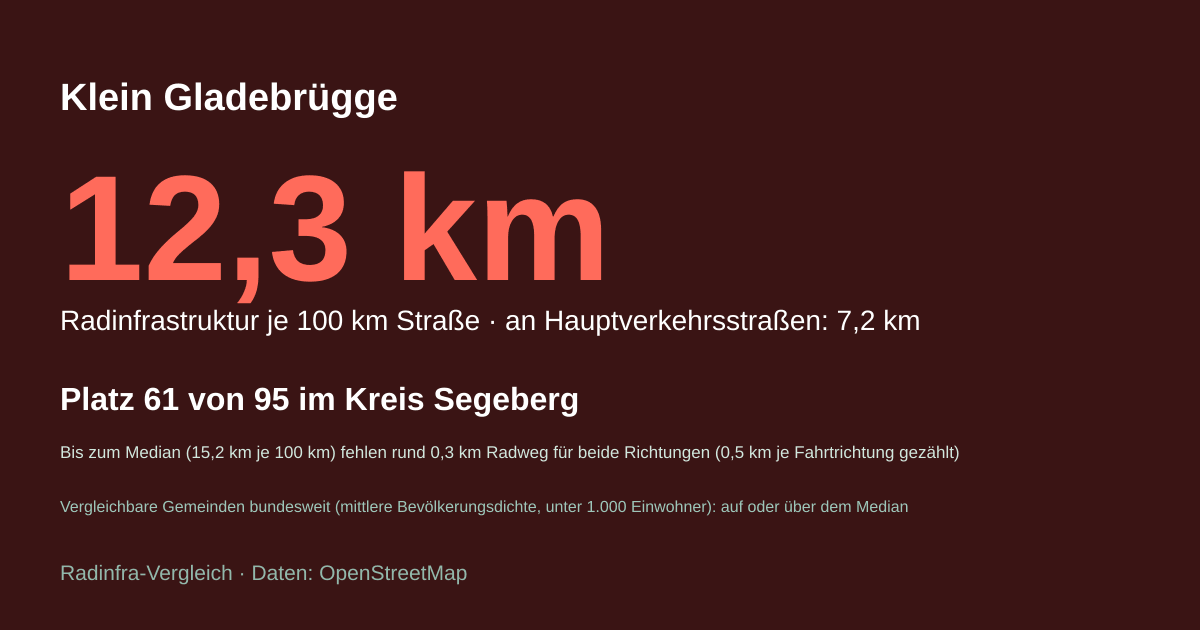 Klein Gladebrügge
12,3 km
Radinfrastruktur je 100 km Straße · an Hauptverkehrsstraßen: 7,2 km
Platz 61 von 95 im Kreis Segeberg
Bis zum Median (15,2 km je 100 km) fehlen rund 0,3 km Radweg für beide Richtungen (0,5 km je Fahrtrichtung gezählt)
Vergleichbare Gemeinden bundesweit (mittlere Bevölkerungsdichte, unter 1.000 Einwohner): auf oder über dem Median
Radinfra-Vergleich · Daten: OpenStreetMap